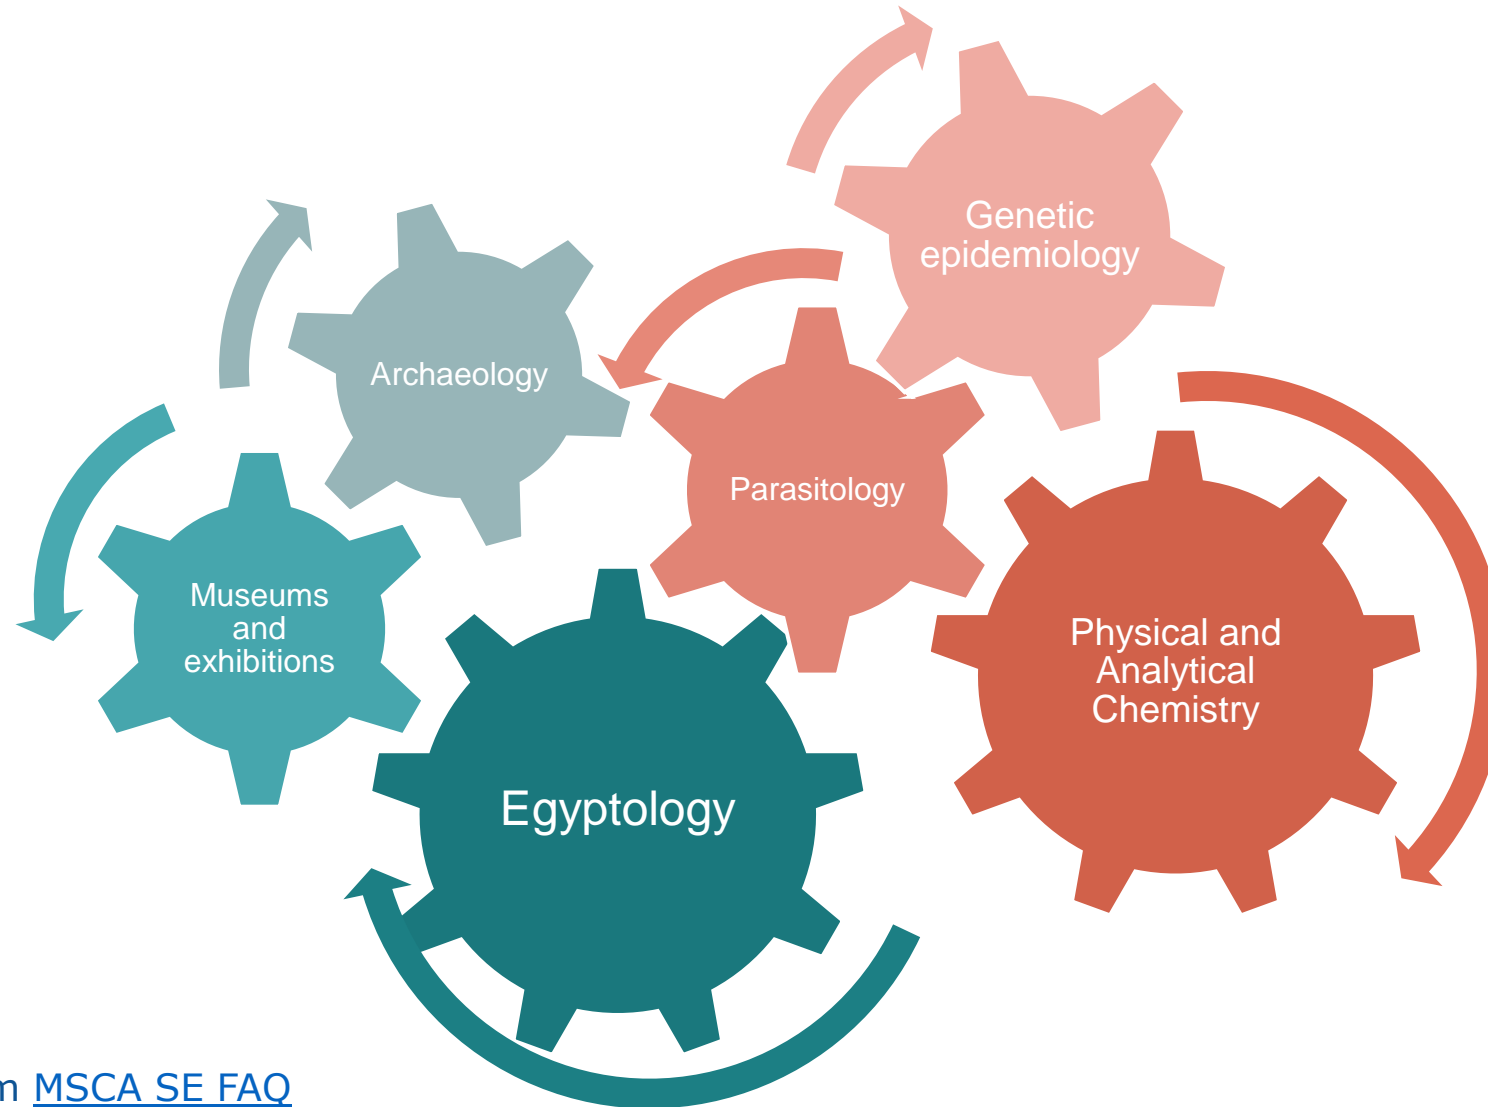 Genetic
epidemiology
Archaeology
Parasitology
Museums
and
exhibitions
Physical and
Analytical
Chemistry
Egyptology
MSCA SE FAQ